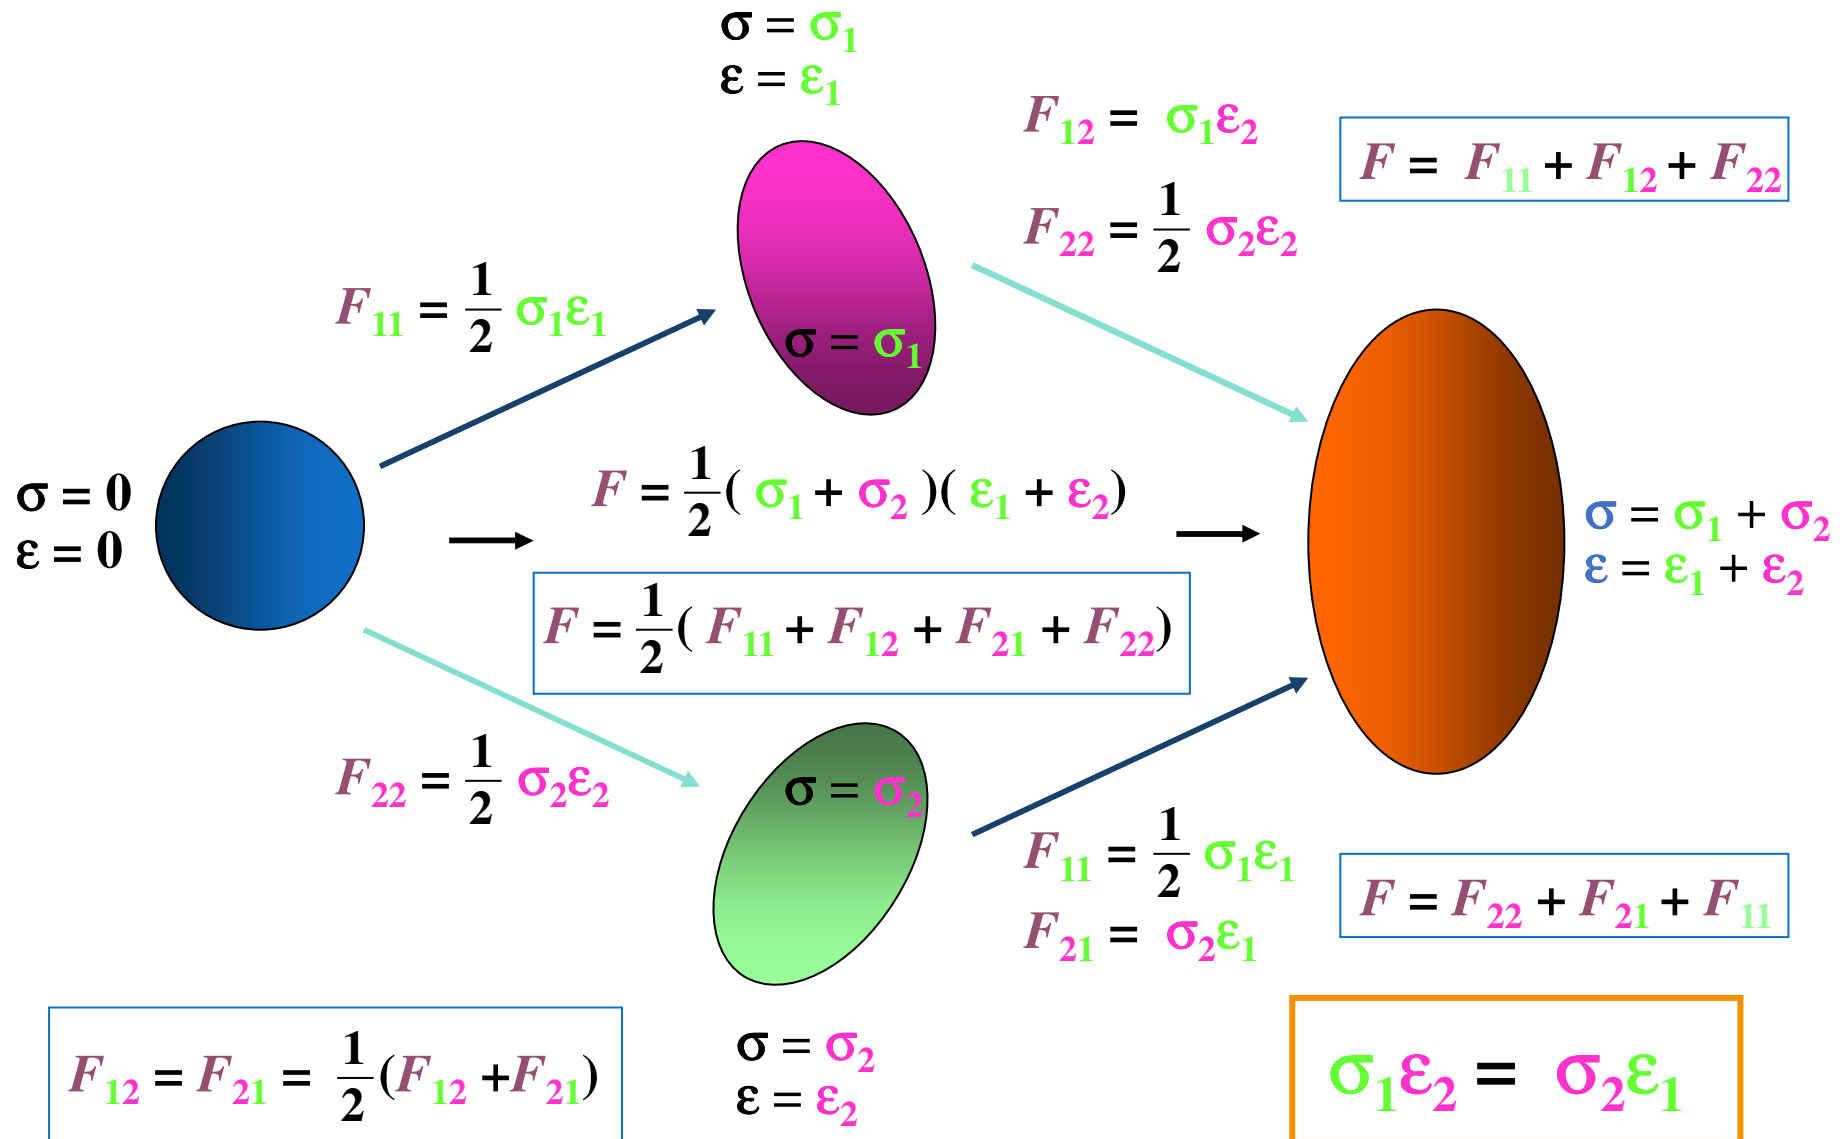 σ = σ₁
ε = ε₁
F₁₂ = σ₁ε₂
F = F₁₁ + F₁₂ + F₂₂
F₂₂ = 1/2 σ₂ε₂
F₁₁ = 1/2 σ₁ε₁
σ = σ₁
σ = 0
ε = 0
F = 1/2( σ₁ + σ₂ )( ε₁ + ε₂)
σ = σ₁ + σ₂
ε = ε₁ + ε₂
F = 1/2( F₁₁ + F₁₂ + F₂₁ + F₂₂)
F₂₂ = 1/2 σ₂ε₂
σ = σ₂
F₁₁ = 1/2 σ₁ε₁
F₂₁ = σ₂ε₁
F = F₂₂ + F₂₁ + F₁₁
F₁₂ = F₂₁ = 1/2(F₁₂ +F₂₁)
σ = σ₂
ε = ε₂
σ₁ε₂ = σ₂ε₁